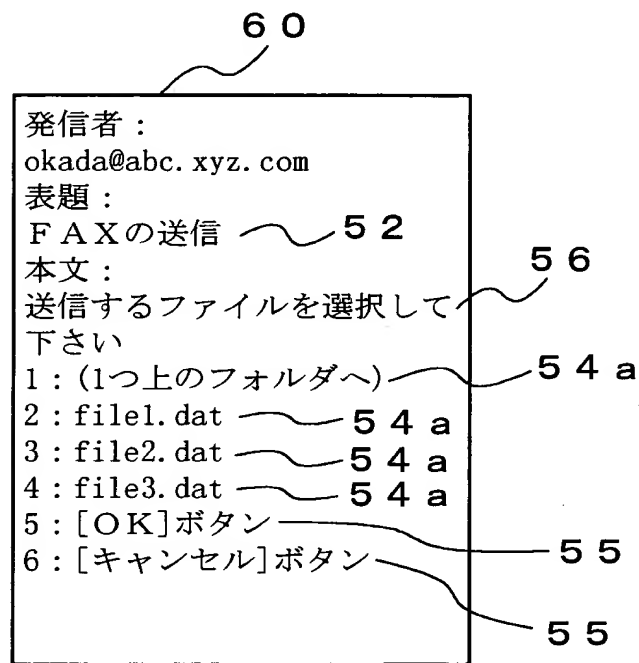 ６０
発信者：
okada@abc.xyz.com
表題：
ＦＡＸの送信 ５２
本文： ５６
送信するファイルを選択して
下さい
1：(1つ上のフォルダへ) ５４a
2：file1.dat ５４a
3：file2.dat ５４a
4：file3.dat ５４a
5：[ＯＫ]ボタン ５５
6：[キャンセル]ボタン ５５